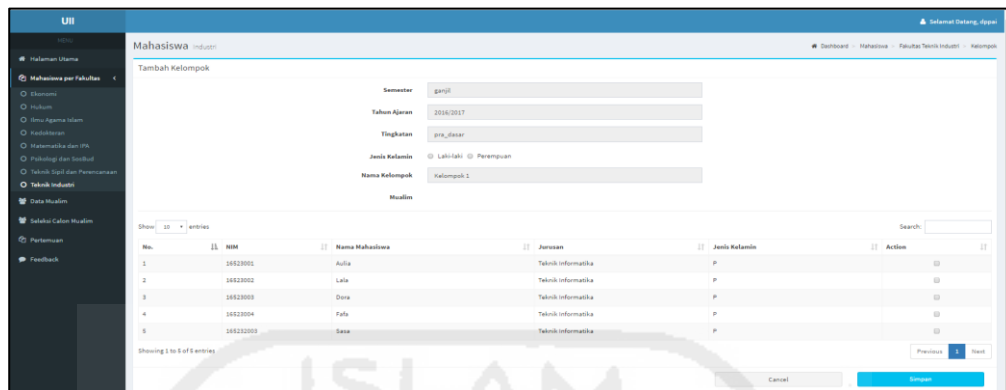 UII
Selamat Datang, dppai
MENU
Mahasiswa Industri
Dashboard > Mahasiswa > Fakultas Teknik Industri > Kelompok
Halaman Utama
Mahasiswa per Fakultas
Ekonomi
Hukum
Ilmu Agama Islam
Kedokteran
Matematika dan IPA
Psikologi dan SosBud
Teknik Sipil dan Perencanaan
Teknik Industri
Data Mualim
Seleksi Calon Mualim
Pertemuan
Feedback
Tambah Kelompok
Semester ganjil
Tahun Ajaran 2016/2017
Tingkatan pra_dasar
Jenis Kelamin Laki-laki Perempuan
Nama Kelompok Kelompok 1
Mualim
Show 10 entries Search:
No. NIM Nama Mahasiswa Jurusan Jenis Kelamin Action
1 16523001 Aulia Teknik Informatika P
2 16523002 Lala Teknik Informatika P
3 16523003 Dora Teknik Informatika P
4 16523004 Fafa Teknik Informatika P
5 165232003 Sasa Teknik Informatika P
Showing 1 to 5 of 5 entries Previous 1 Next
Cancel Simpan
ISLAM